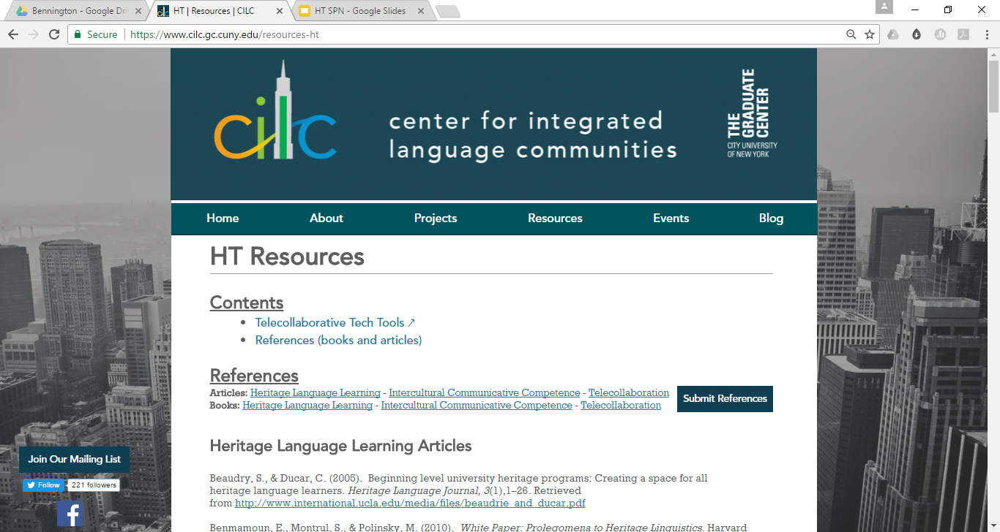 Bennington - Google Dr
HT | Resources | CILC
HT SPN - Google Slides
Secure
https://www.cilc.gc.cuny.edu/resources-ht
cilc
center for integrated
language communities
THE
GRADUATE
CENTER
CITY UNIVERSITY
OF NEW YORK
Home About Projects Resources Events Blog
HT Resources
Contents
• Telecollaborative Tech Tools ↗
• References (books and articles)
References
Articles: Heritage Language Learning - Intercultural Communicative Competence - Telecollaboration
Books: Heritage Language Learning - Intercultural Communicative Competence - Telecollaboration
Submit References
Heritage Language Learning Articles
Beaudry, S., & Ducar, C. (2005).  Beginning level university heritage programs: Creating a space for all
heritage language learners. Heritage Language Journal, 3(1),1–26. Retrieved
from http://www.international.ucla.edu/media/files/beaudrie_and_ducar.pdf
Benmamoun, E., Montrul, S., & Polinsky, M. (2010).  White Paper: Prolegomena to Heritage Linguistics. Harvard
Join Our Mailing List
Follow 221 followers
f